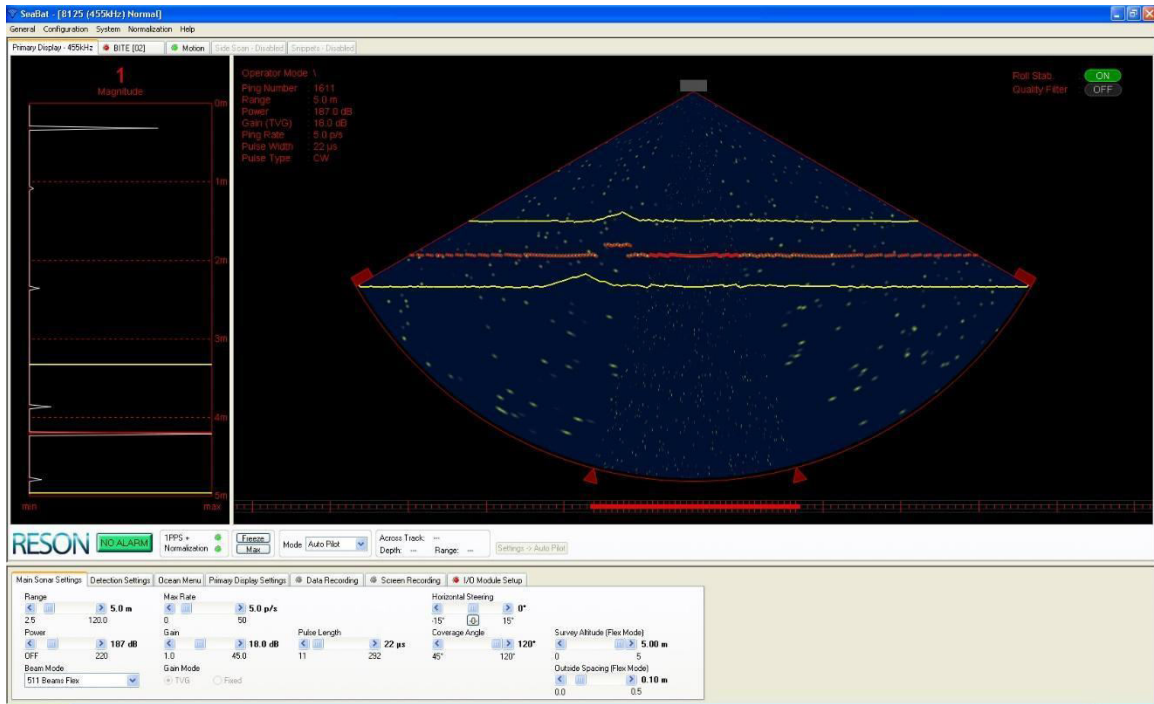 SeaBat - [8125 (455kHz) Normal]
General Configuration System Normalization Help
Primary Display - 455kHz BITE [02] Motion Side Scan - Disabled Snippets - Disabled
1
Magnitude
0m
1m
2m
3m
4m
5m
min max
Operator Mode 1
Ping Number : 1611
Range : 5.0 m
Power : 187.0 dB
Gain (TVG) : 18.0 dB
Ping Rate : 5.0 p/s
Pulse Width : 22 µs
Pulse Type : CW
Roll Stab ON
Quality Filter OFF
RESON NO ALARM
1PPS +
Normalization
Freeze
Max
Mode Auto Pilot
Across Track: ---
Depth: --- Range: ---
Settings -> Auto Pilot
Main Sonar Settings Detection Settings Ocean Menu Primary Display Settings Data Recording Screen Recording I/O Module Setup
Range Max Rate Horizontal Steering
5.0 m 5.0 p/s 0°
2.5 120.0 0 50 -15° -0- 15°
Power Gain Pulse Length Coverage Angle Survey Altitude (Flex Mode)
187 dB 18.0 dB 22 µs 120° 5.00 m
OFF 220 1.0 45.0 11 292 45° 120° 0 5
Beam Mode Gain Mode Outside Spacing (Flex Mode)
511 Beams Flex TVG Fixed 0.10 m
0.0 0.5